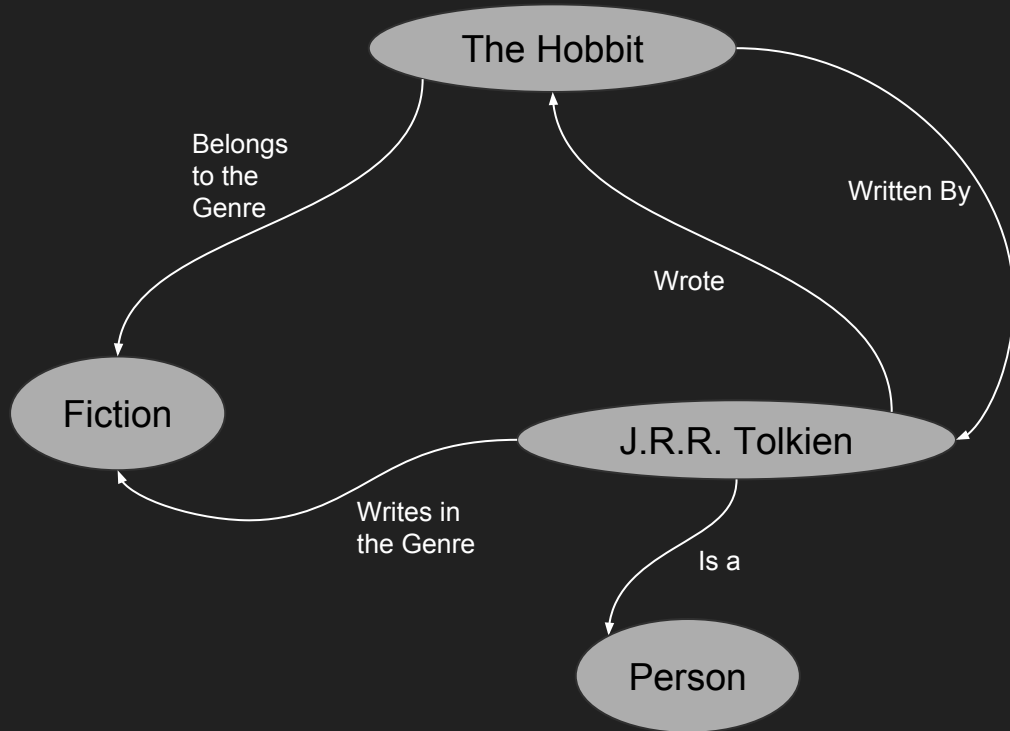 The Hobbit
Belongs
to the
Genre
Written By
Wrote
Fiction
J.R.R. Tolkien
Writes in
the Genre
Is a
Person